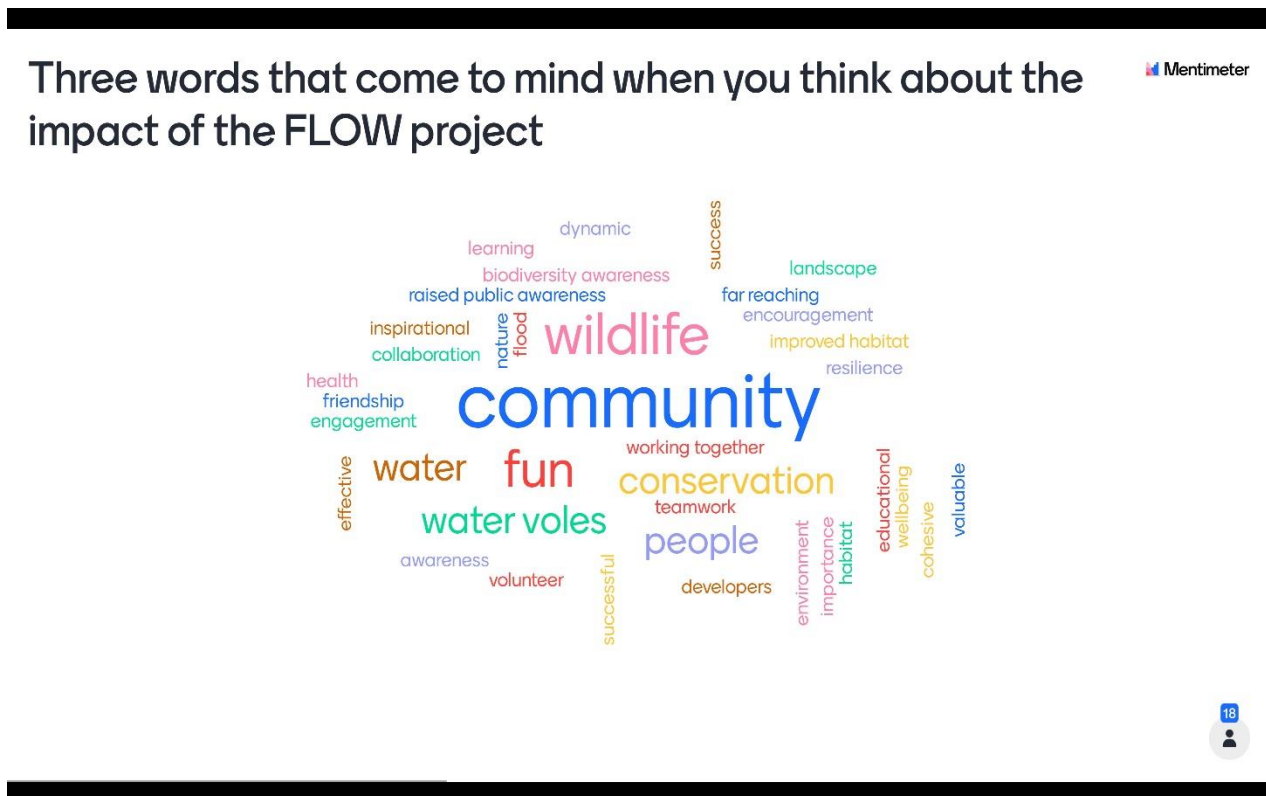 Three words that come to mind when you think about the
impact of the FLOW project
Mentimeter
success
dynamic
learning
landscape
biodiversity awareness
raised public awareness
far reaching
encouragement
inspirational
nature
flood
wildlife
improved habitat
collaboration
resilience
health
friendship
community
engagement
working together
effective
water
fun
conservation
educational
wellbeing
cohesive
valuable
teamwork
water voles
people
environment
importance
habitat
awareness
volunteer
successful
developers
18